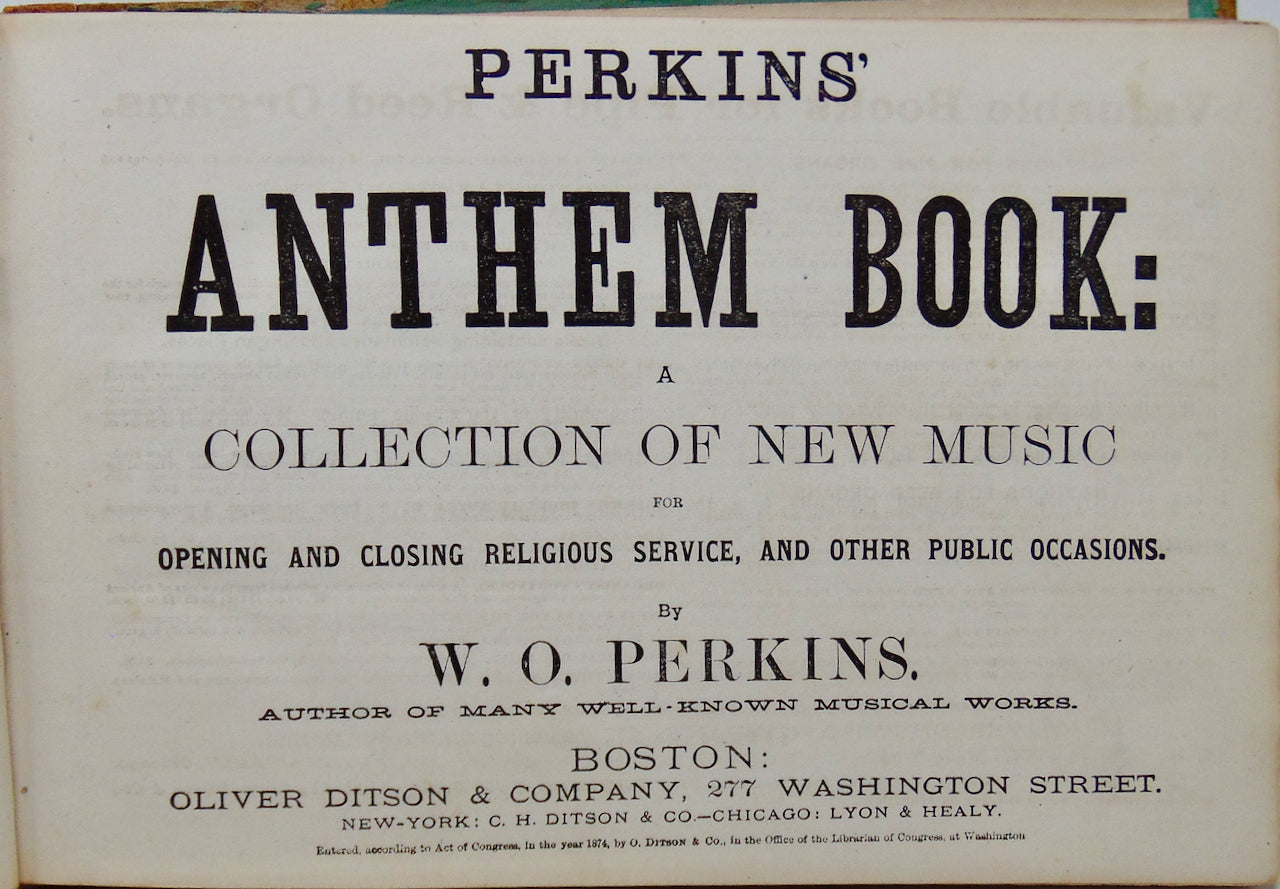 PERKINS'
ANTHEM BOOK:
A
COLLECTION OF NEW MUSIC
FOR
OPENING AND CLOSING RELIGIOUS SERVICE, AND OTHER PUBLIC OCCASIONS.
By
W. O. PERKINS.
AUTHOR OF MANY WELL-KNOWN MUSICAL WORKS.
BOSTON:
OLIVER DITSON & COMPANY, 277 WASHINGTON STREET.
NEW-YORK: C. H. DITSON & CO.—CHICAGO: LYON & HEALY.
Entered, according to Act of Congress, in the year 1874, by O. DITSON & Co., in the Office of the Librarian of Congress, at Washington